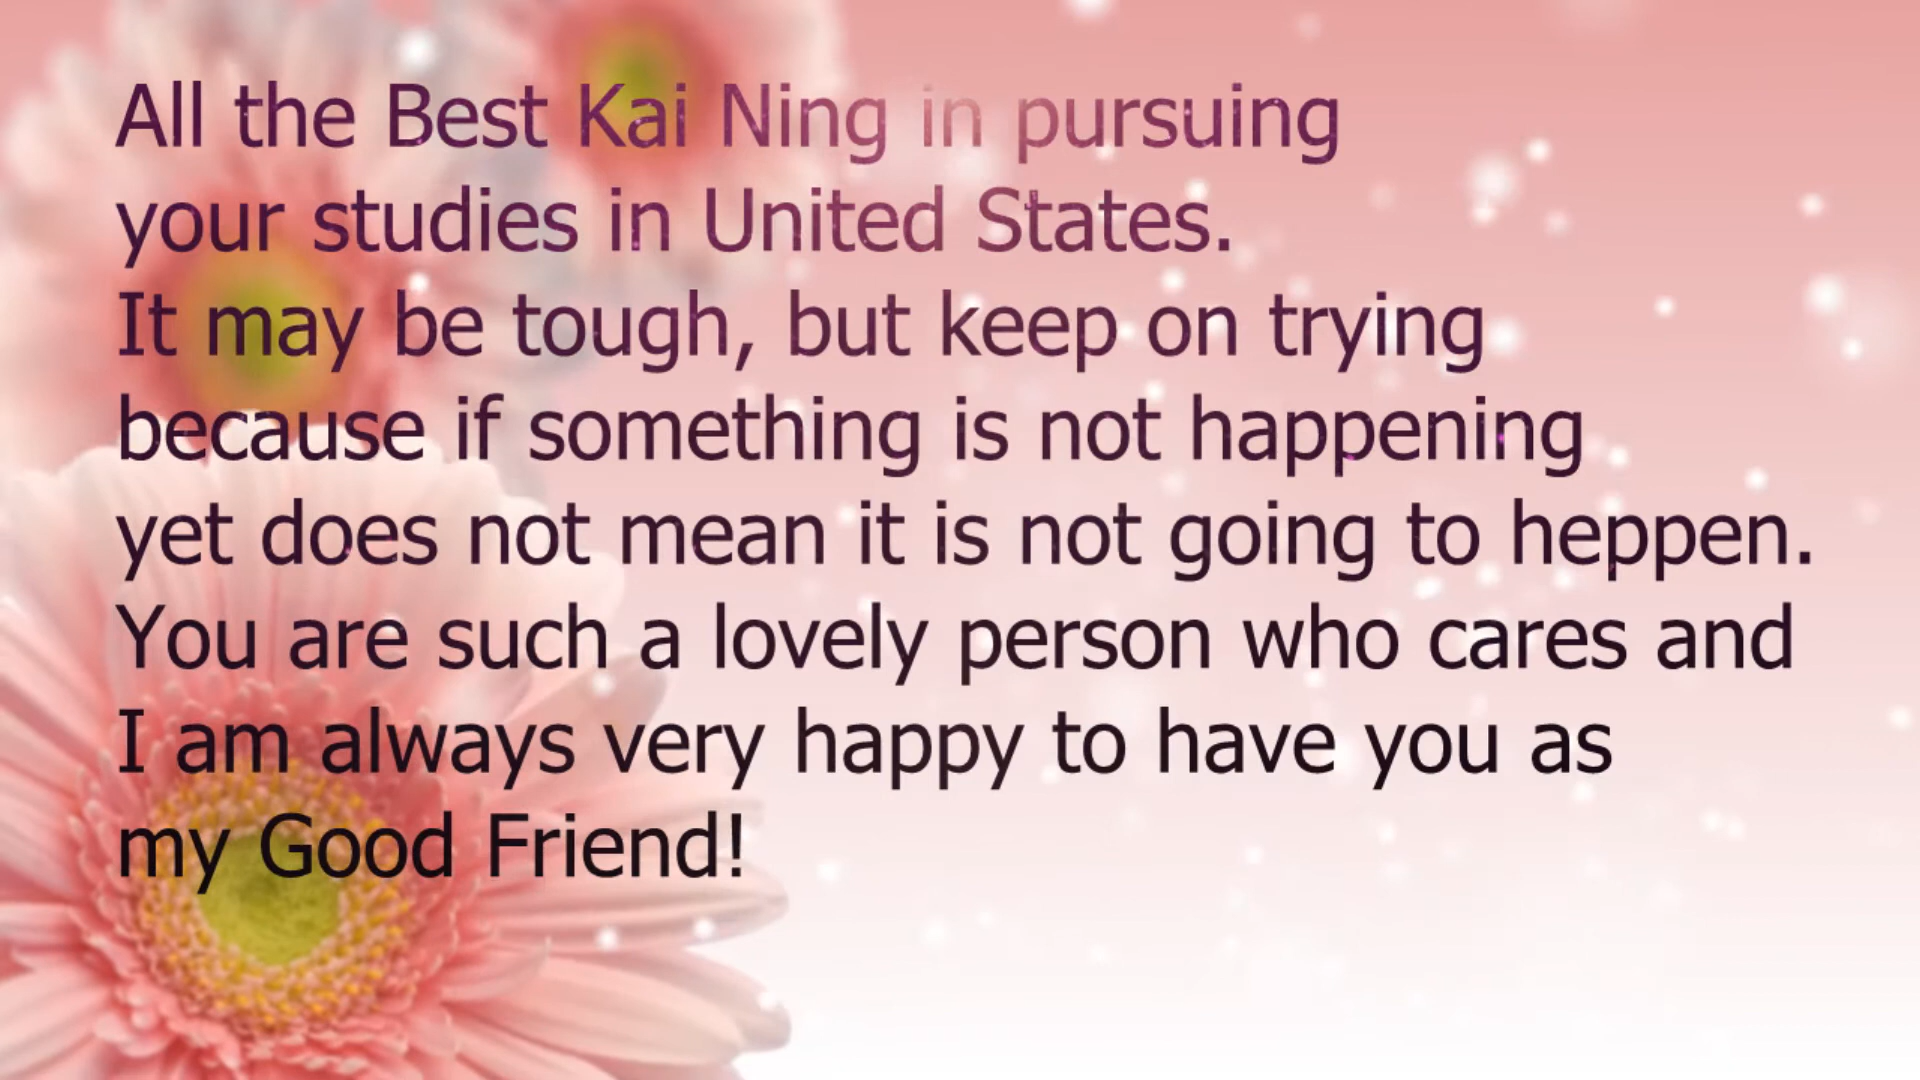 All the Best Kai Ning in pursuing
your studies in United States.
It may be tough, but keep on trying
because if something is not happening
yet does not mean it is not going to heppen.
You are such a lovely person who cares and
I am always very happy to have you as
my Good Friend!